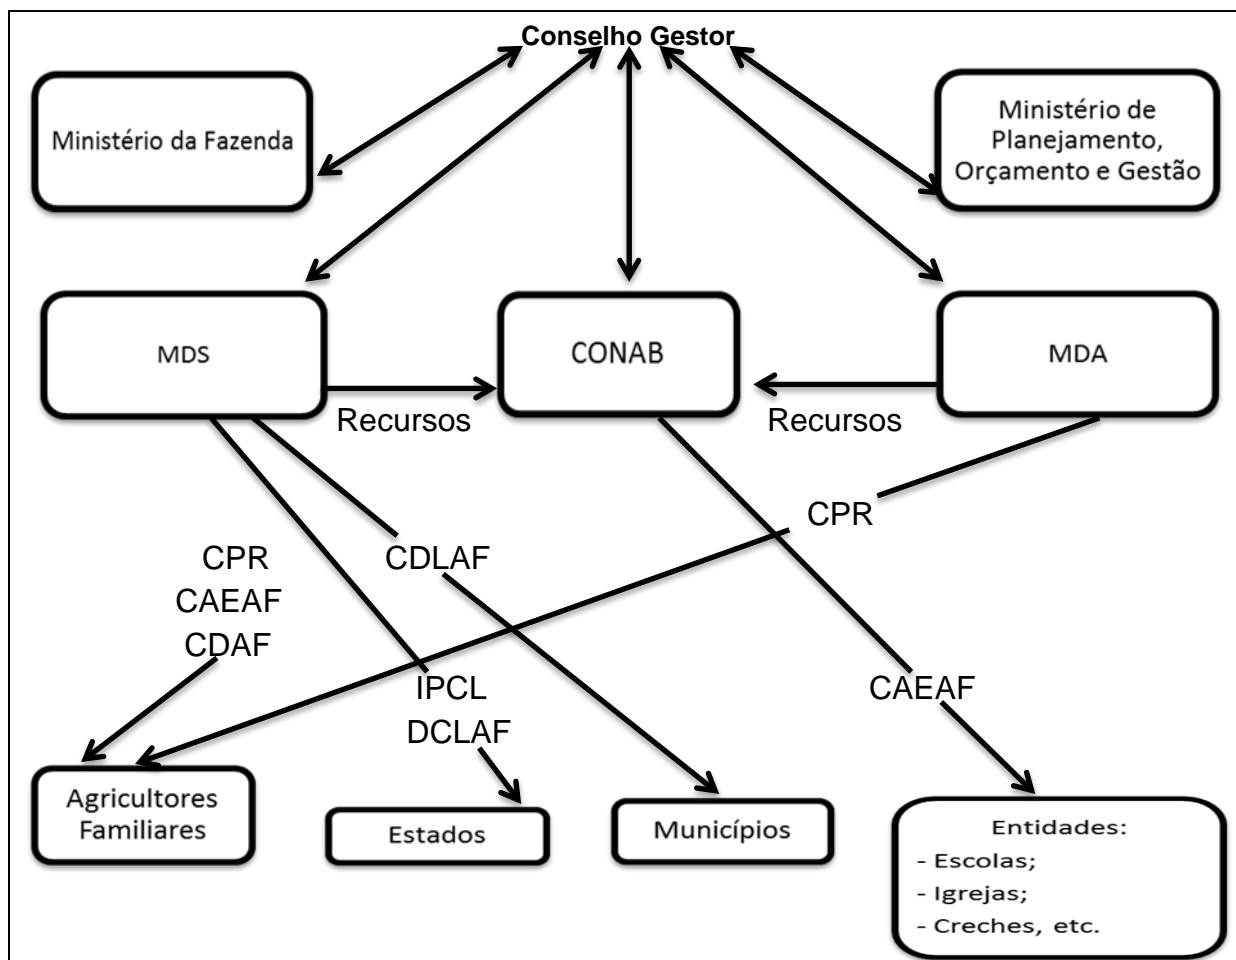 Conselho Gestor
Ministério da Fazenda
Ministério de
Planejamento,
Orçamento e Gestão
MDS
CONAB
MDA
Recursos
Recursos
CPR
CPR
CAEAF
CDAF
CDLAF
IPCL
DCLAF
CAEAF
Agricultores
Familiares
Estados
Municípios
Entidades:
- Escolas;
- Igrejas;
- Creches, etc.